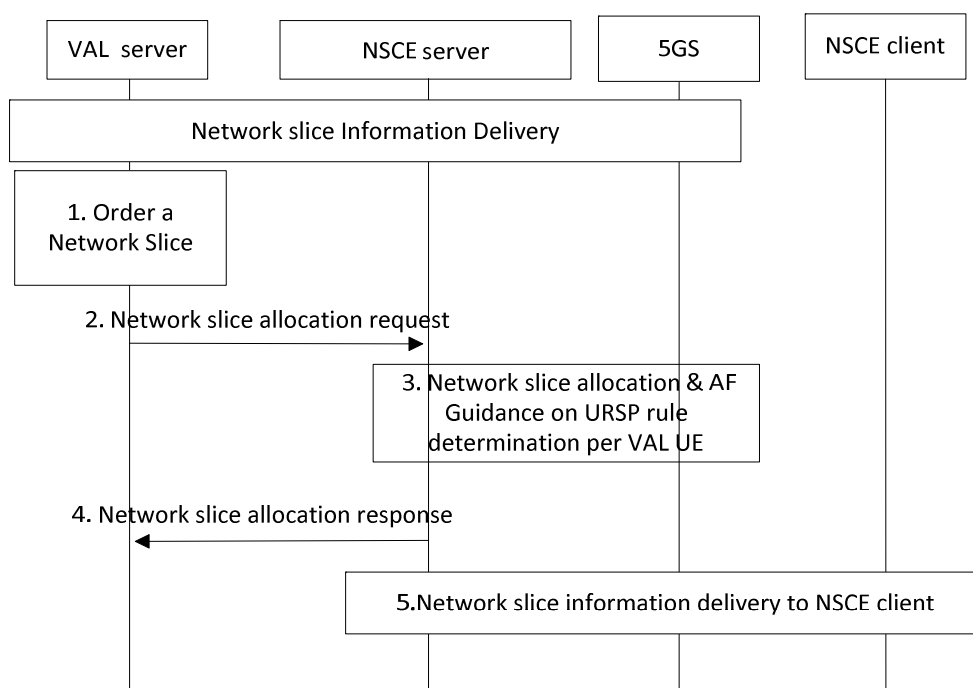 VAL server
NSCE server
5GS
NSCE client
Network slice Information Delivery
1. Order a
Network Slice
2. Network slice allocation request
3. Network slice allocation & AF
Guidance on URSP rule
determination per VAL UE
4. Network slice allocation response
5.Network slice information delivery to NSCE client